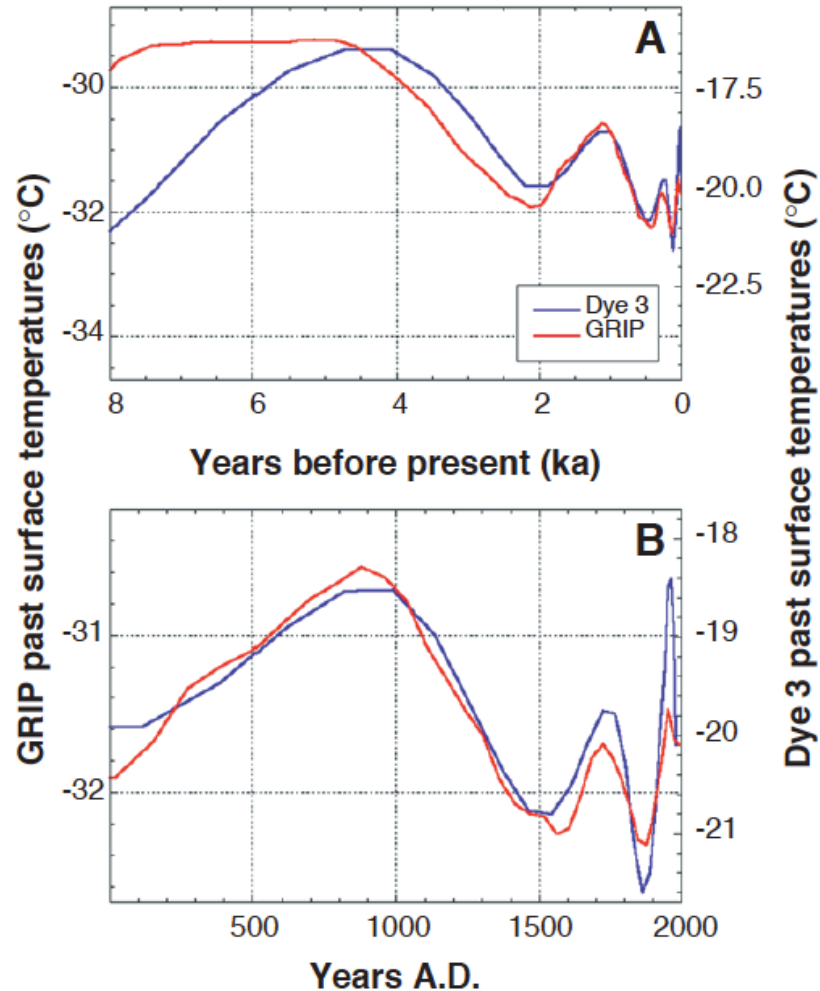 A
GRIP past surface temperatures (°C)
-30
-32
-34
Dye 3 past surface temperatures (°C)
-17.5
-20.0
-22.5
Dye 3
GRIP
8 6 4 2 0
Years before present (ka)
B
-31
-32
-18
-19
-20
-21
500 1000 1500 2000
Years A.D.